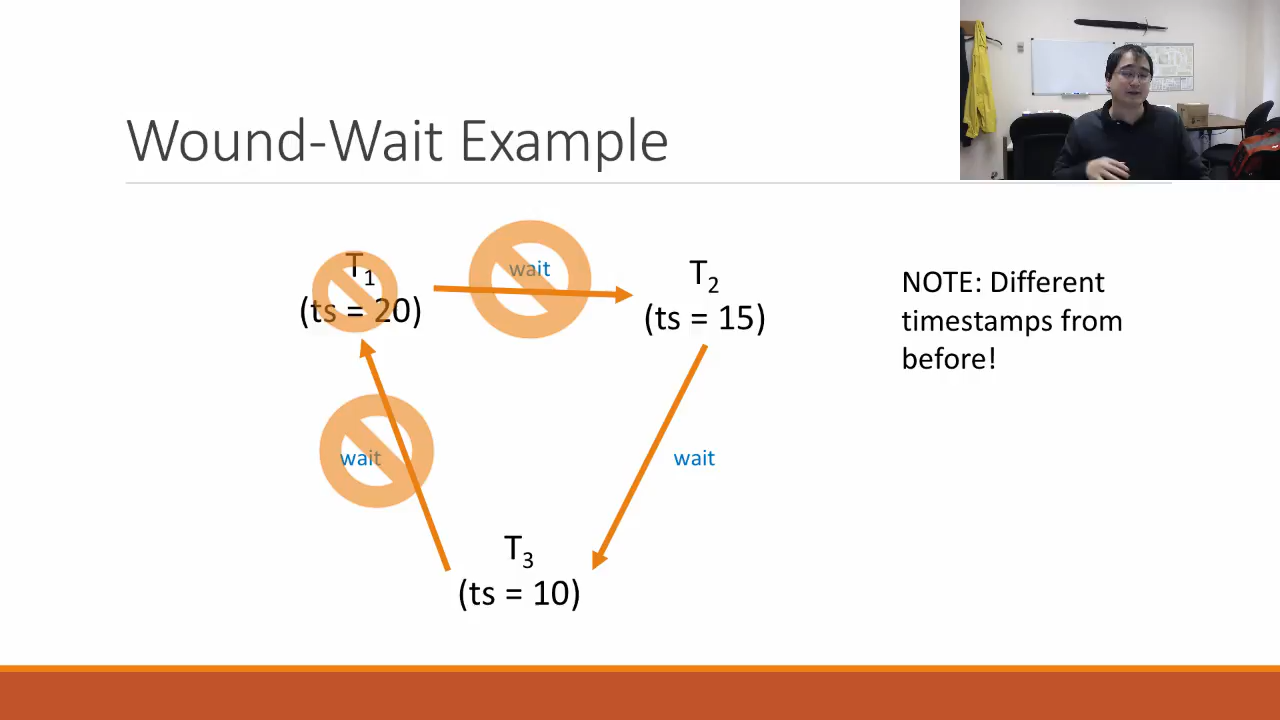 Wound-Wait Example
T1
(ts = 20)
wait
T2
(ts = 15)
NOTE: Different
timestamps from
before!
wait
wait
T3
(ts = 10)